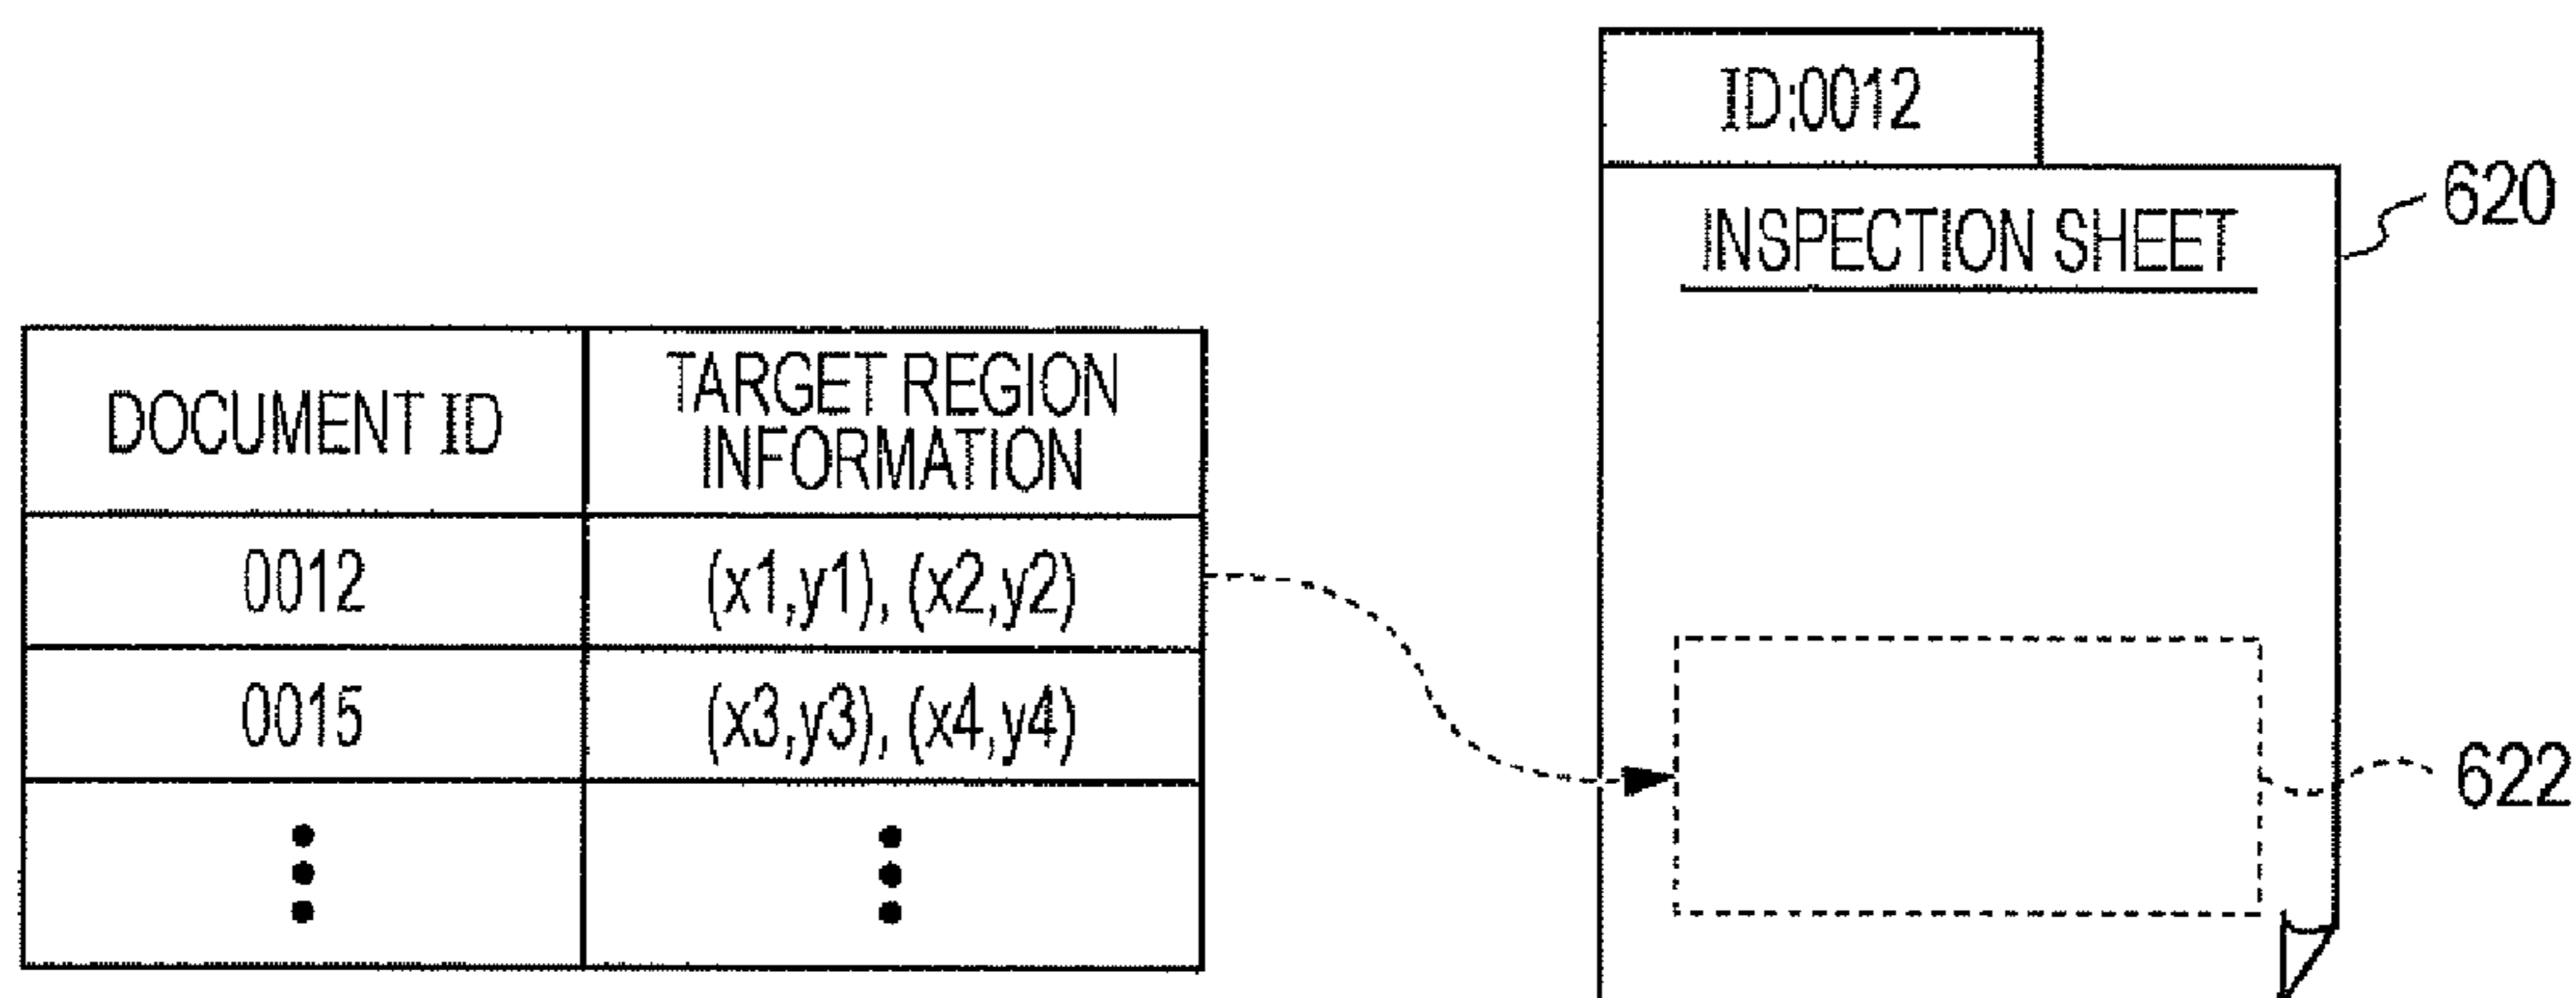 DOCUMENT ID
TARGET REGION
INFORMATION
0012
(x1,y1), (x2,y2)
0015
(x3,y3), (x4,y4)
ID;0012
INSPECTION SHEET
620
622